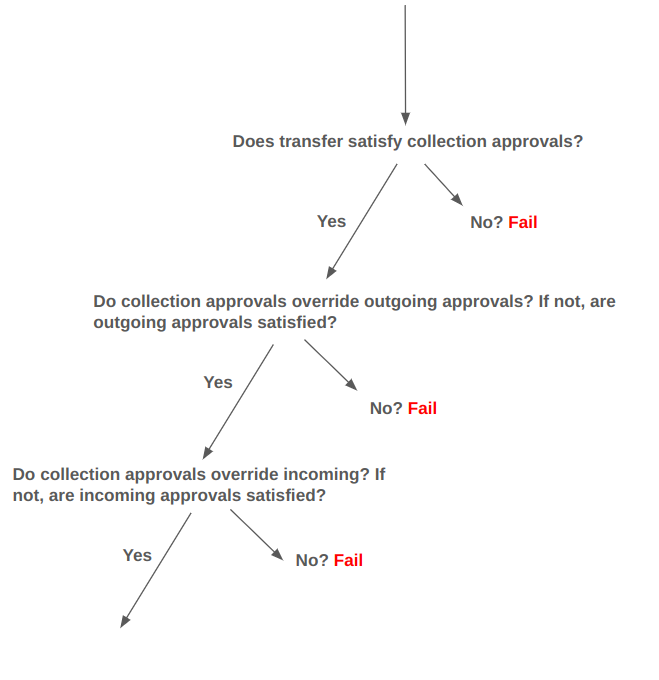 Does transfer satisfy collection approvals?
Yes
No? Fail
Do collection approvals override outgoing approvals? If not, are
outgoing approvals satisfied?
Yes
No? Fail
Do collection approvals override incoming? If
not, are incoming approvals satisfied?
Yes
No? Fail